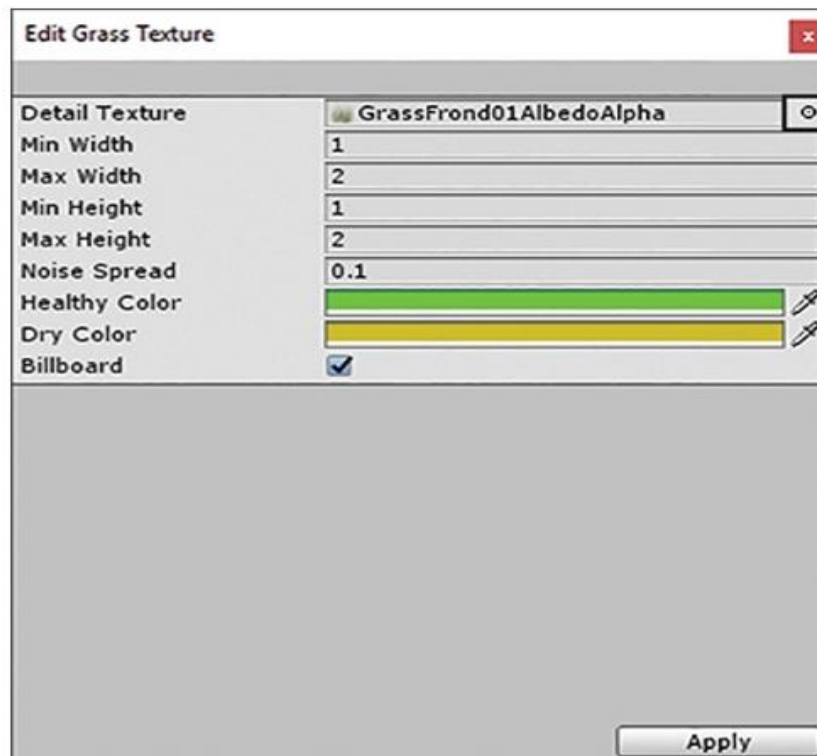 Edit Grass Texture
x
Detail Texture GrassFrond01AlbedoAlpha
Min Width 1
Max Width 2
Min Height 1
Max Height 2
Noise Spread 0.1
Healthy Color
Dry Color
Billboard
Apply